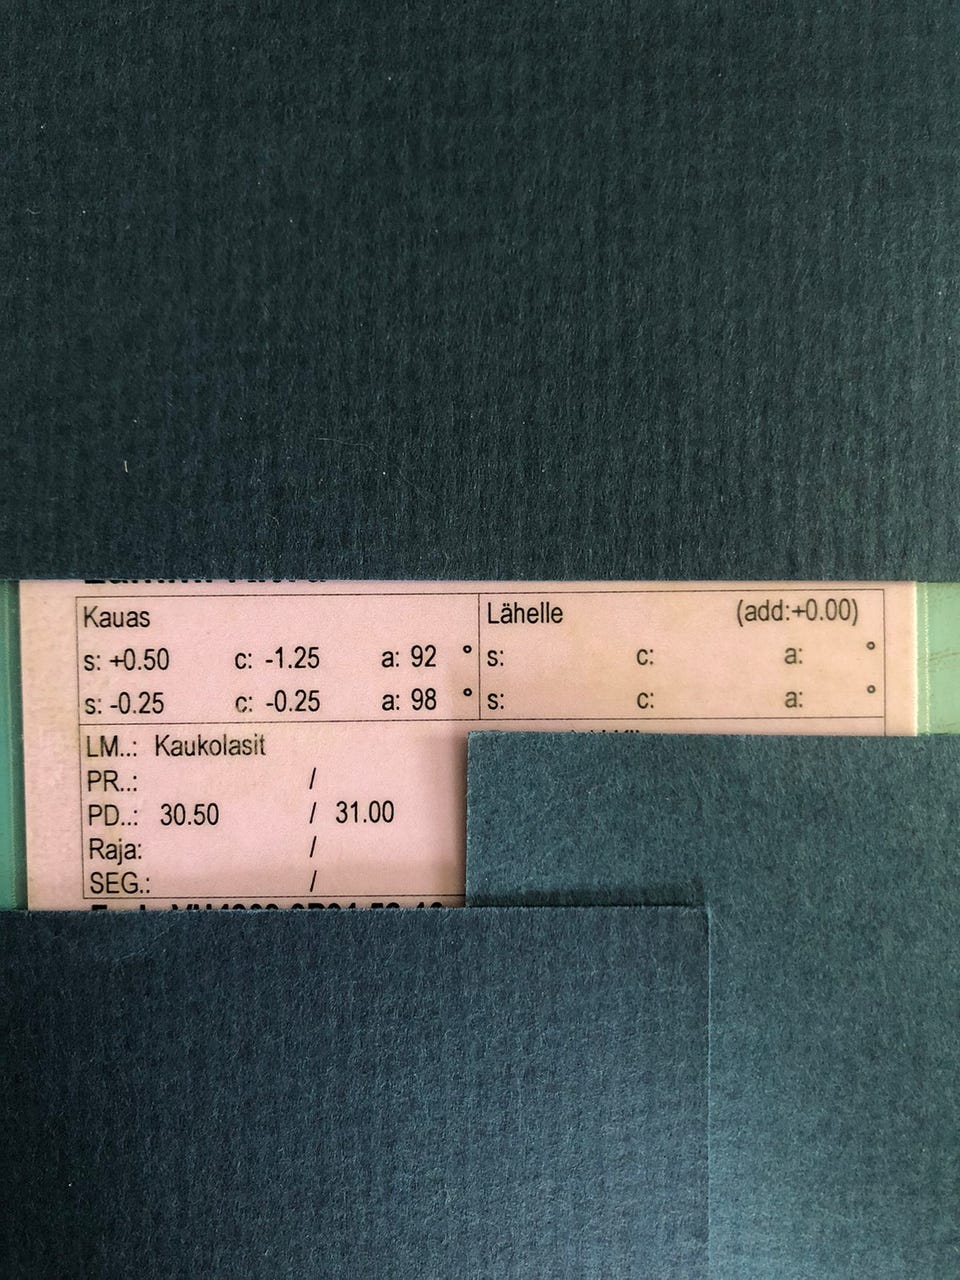 Kauas
s: +0.50 c: -1.25 a: 92 °
s: -0.25 c: -0.25 a: 98 °
Lähelle (add:+0.00)
s: c: a: °
s: c: a: °
LM..: Kaukolasit
PR..: /
PD..: 30.50 / 31.00
Raja: /
SEG.: /